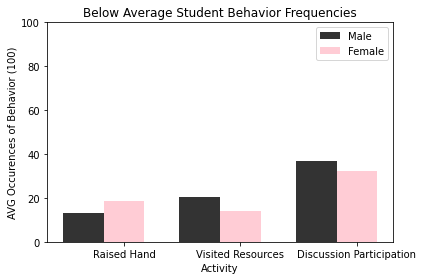 Below Average Student Behavior Frequencies
AVG Occurences of Behavior (100)
100
80
60
40
20
0
Male
Female
Raised Hand
Visited Resources
Discussion Participation
Activity